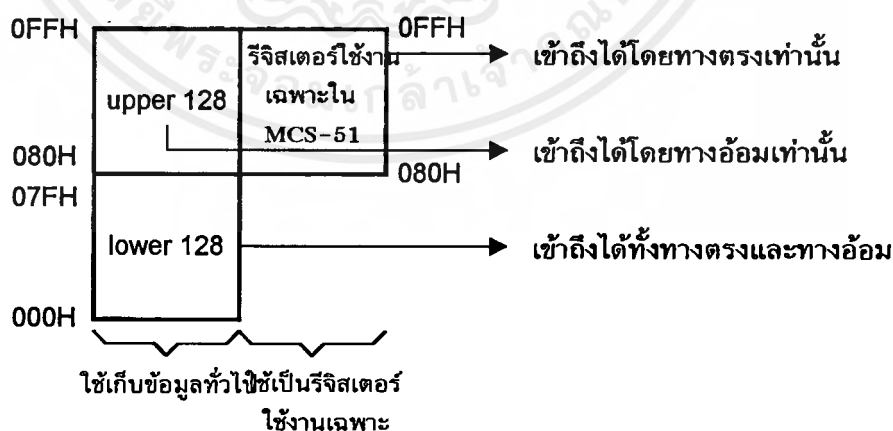 0FFH
0FFH
รีจิสเตอร์ใช้งาน
เฉพาะใน
MCS-51
เข้าถึงได้โดยทางตรงเท่านั้น
upper 128
เข้าถึงได้โดยทางอ้อมเท่านั้น
080H
080H
07FH
lower 128
เข้าถึงได้ทั้งทางตรงและทางอ้อม
000H
ใช้เก็บข้อมูลทั่วไป
ใช้เป็นรีจิสเตอร์
ใช้งานเฉพาะ